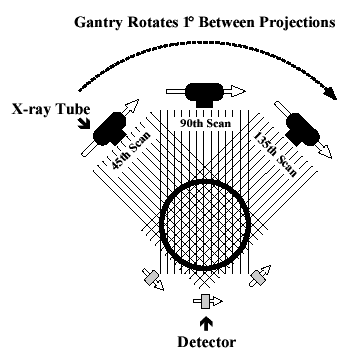 Gantry Rotates 1° Between Projections
X-ray Tube
90th Scan
45th Scan
135th Scan
Detector